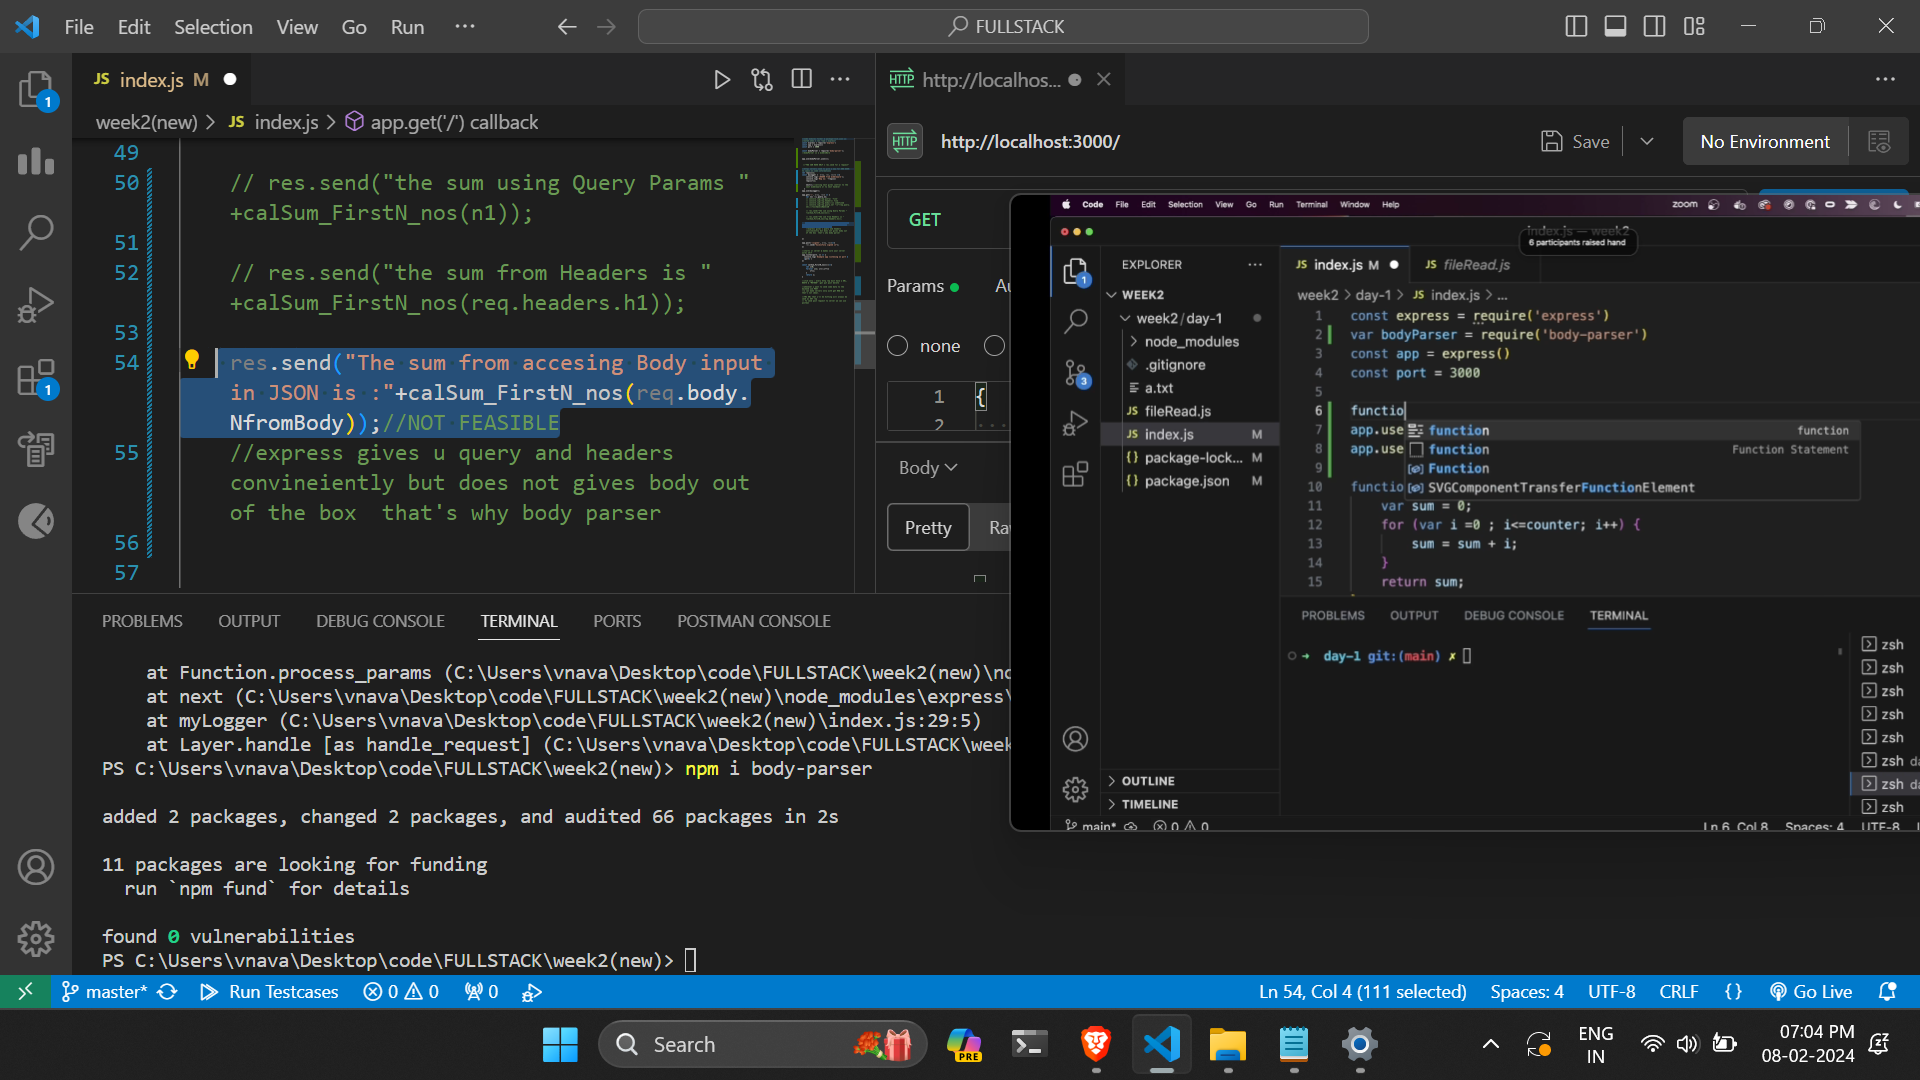 File Edit Selection View Go Run ···
FULLSTACK
JS index.js M
week2(new) > JS index.js > app.get('/') callback
49
50 // res.send("the sum using Query Params "
+calSum_FirstN_nos(n1));
51
52 // res.send("the sum from Headers is "
+calSum_FirstN_nos(req.headers.h1));
53
54 res.send("The sum from accesing Body input
in JSON is :"+calSum_FirstN_nos(req.body.
NfromBody));//NOT FEASIBLE
55 //express gives u query and headers
convineiently but does not gives body out
of the box that's why body parser
56
57
HTTP http://localhos...
HTTP http://localhost:3000/
Save
No Environment
GET
Params
none
1 {
2
Body
Pretty
Code File Edit Selection View Go Run Terminal Window Help
zoom
index.js — week2
6 participants raised hand
EXPLORER ···
WEEK2
week2/day-1
node_modules
.gitignore
a.txt
JS fileRead.js
JS index.js M
{} package-lock... M
{} package.json M
OUTLINE
TIMELINE
JS index.js M JS fileRead.js
week2 > day-1 > JS index.js > ...
1 const express = require('express')
2 var bodyParser = require('body-parser')
3 const app = express()
4 const port = 3000
5
6 functio
7 app.use
8 app.use
9
10 functio
11 var sum = 0;
12 for (var i =0 ; i<=counter; i++) {
13 sum = sum + i;
14 }
15 return sum;
function function
function Function Statement
Function
SVGComponentTransferFunctionElement
PROBLEMS OUTPUT DEBUG CONSOLE TERMINAL
day-1 git:(main) ✗
zsh
zsh
zsh
zsh
zsh
zsh
zsh
zsh
main* 0 0
Ln 6, Col 8 Spaces: 4 UTF-8
PROBLEMS OUTPUT DEBUG CONSOLE TERMINAL PORTS POSTMAN CONSOLE
at Function.process_params (C:\Users\vnava\Desktop\code\FULLSTACK\week2(new)\
at next (C:\Users\vnava\Desktop\code\FULLSTACK\week2(new)\node_modules\express\
at myLogger (C:\Users\vnava\Desktop\code\FULLSTACK\week2(new)\index.js:29:5)
at Layer.handle [as handle_request] (C:\Users\vnava\Desktop\code\FULLSTACK\week
PS C:\Users\vnava\Desktop\code\FULLSTACK\week2(new)> npm i body-parser
added 2 packages, changed 2 packages, and audited 66 packages in 2s
11 packages are looking for funding
run `npm fund` for details
found 0 vulnerabilities
PS C:\Users\vnava\Desktop\code\FULLSTACK\week2(new)>
master* Run Testcases 0 0 0
Ln 54, Col 4 (111 selected) Spaces: 4 UTF-8 CRLF {} Go Live
Search
PRE
ENG
IN
07:04 PM
08-02-2024